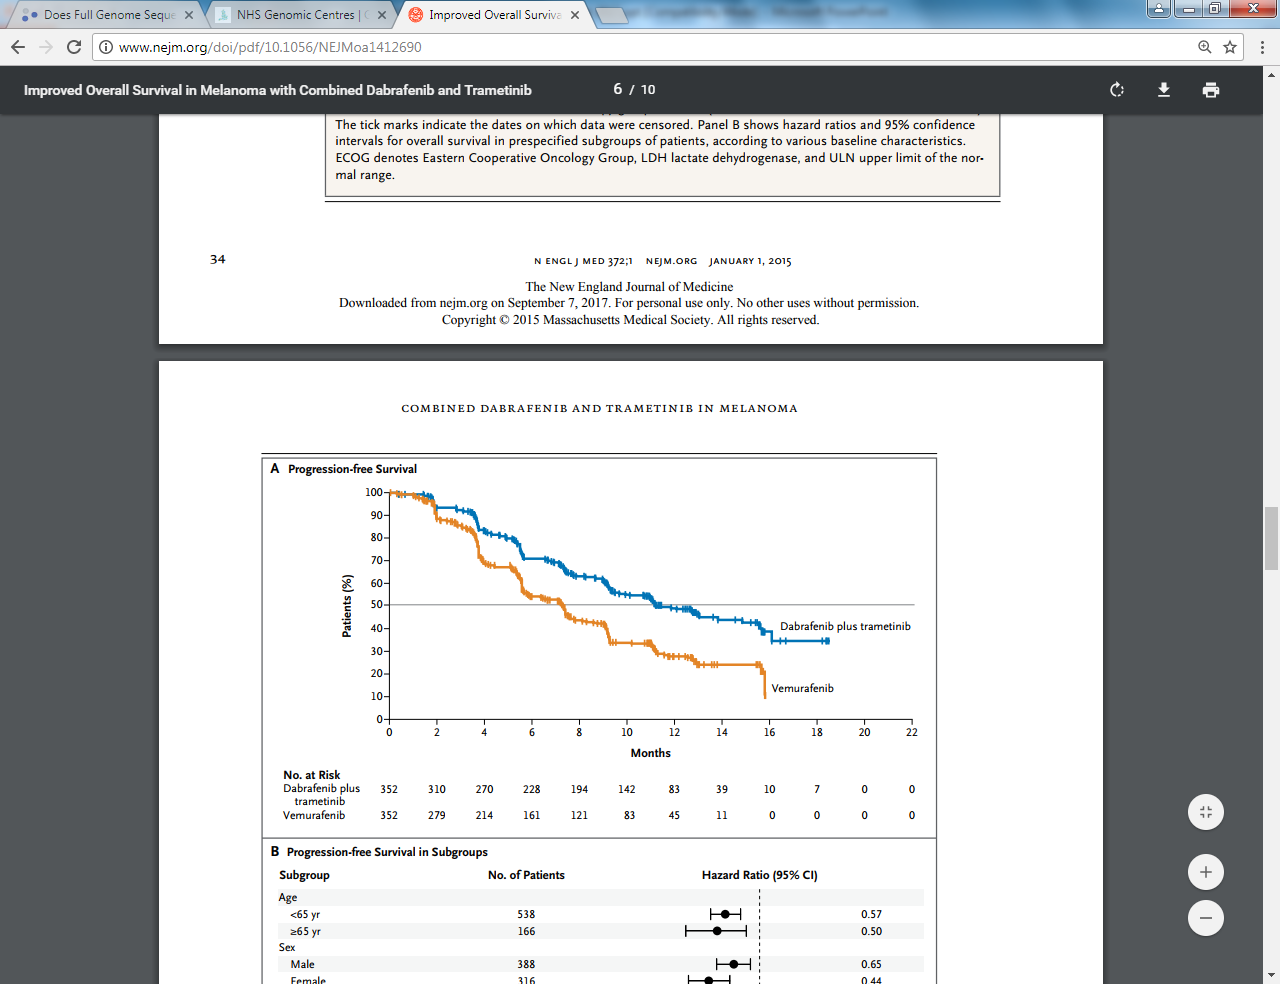 Does Full Genome Seque
NHS Genomic Centres |
Improved Overall Surviva
www.nejm.org/doi/pdf/10.1056/NEJMoa1412690
Improved Overall Survival in Melanoma with Combined Dabrafenib and Trametinib
6 / 10
The tick marks indicate the dates on which data were censored. Panel B shows hazard ratios and 95% confidence
intervals for overall survival in prespecified subgroups of patients, according to various baseline characteristics.
ECOG denotes Eastern Cooperative Oncology Group, LDH lactate dehydrogenase, and ULN upper limit of the nor-
mal range.
34
N ENGL J MED 372;1 NEJM.ORG JANUARY 1, 2015
The New England Journal of Medicine
Downloaded from nejm.org on September 7, 2017. For personal use only. No other uses without permission.
Copyright © 2015 Massachusetts Medical Society. All rights reserved.
COMBINED DABRAFENIB AND TRAMETINIB IN MELANOMA
A Progression-free Survival
Patients (%)
100
90
80
70
60
50
40
30
20
10
0
Dabrafenib plus trametinib
Vemurafenib
0 2 4 6 8 10 12 14 16 18 20 22
Months
No. at Risk
Dabrafenib plus
trametinib
352 310 270 228 194 142 83 39 10 7 0 0
Vemurafenib 352 279 214 161 121 83 45 11 0 0 0 0
B Progression-free Survival in Subgroups
Subgroup No. of Patients Hazard Ratio (95% CI)
Age
<65 yr 538 0.57
≥65 yr 166 0.50
Sex
Male 388 0.65
Female 316 0.44